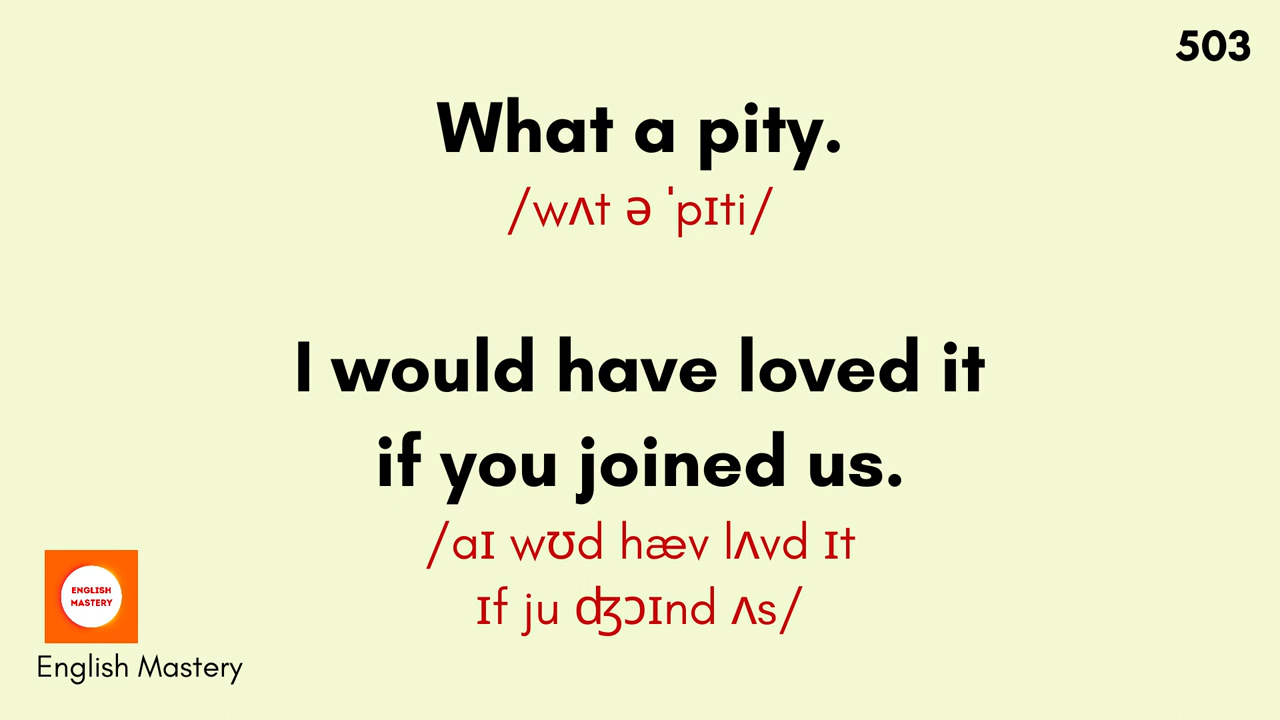 503
What a pity.
/wʌt ə ˈpɪti/
I would have loved it
if you joined us.
/aɪ wʊd hæv lʌvd ɪt
ɪf ju ʤɔɪnd ʌs/
ENGLISH
MASTERY
English Mastery